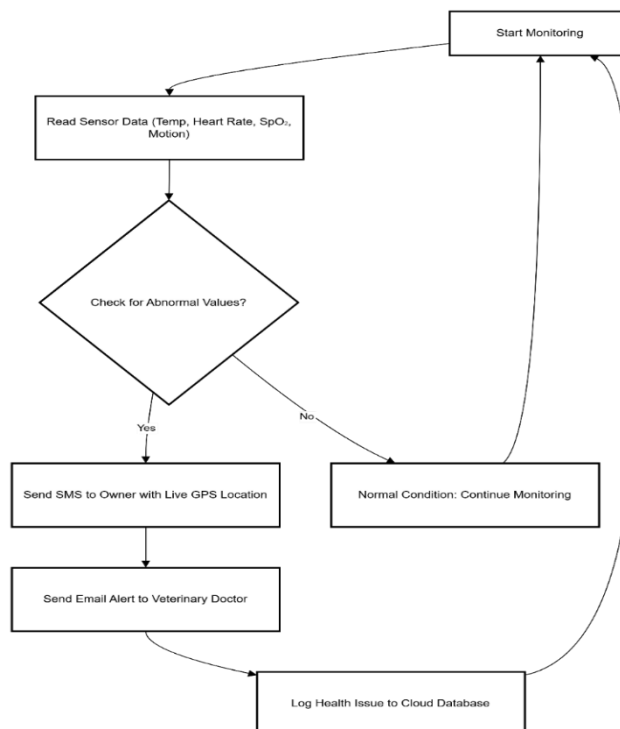 Start Monitoring
Read Sensor Data (Temp, Heart Rate, SpO₂,
Motion)
Check for Abnormal Values?
Yes
No
Send SMS to Owner with Live GPS Location
Normal Condition: Continue Monitoring
Send Email Alert to Veterinary Doctor
Log Health Issue to Cloud Database